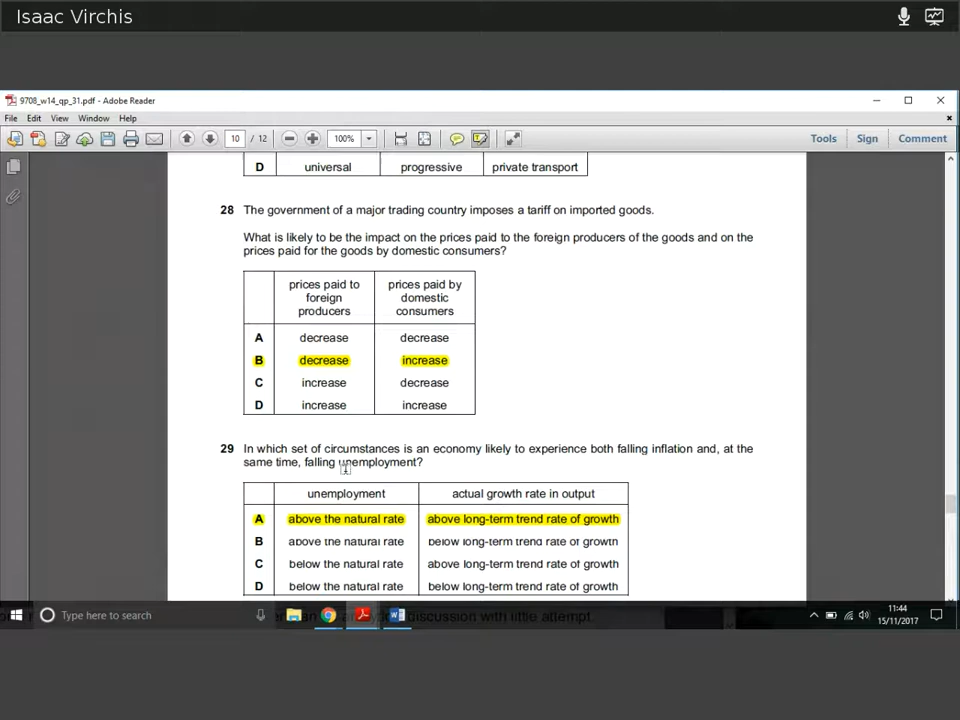 Isaac Virchis
9708_w14_qp_31.pdf - Adobe Reader
File Edit View Window Help
10 / 12 100% Tools Sign Comment
D universal progressive private transport
28 The government of a major trading country imposes a tariff on imported goods.
What is likely to be the impact on the prices paid to the foreign producers of the goods and on the
prices paid for the goods by domestic consumers?
prices paid to prices paid by
foreign domestic
producers consumers
A decrease decrease
B decrease increase
C increase decrease
D increase increase
29 In which set of circumstances is an economy likely to experience both falling inflation and, at the
same time, falling unemployment?
unemployment actual growth rate in output
A above the natural rate above long-term trend rate of growth
B above the natural rate below long-term trend rate of growth
C below the natural rate above long-term trend rate of growth
D below the natural rate below long-term trend rate of growth
Type here to search
discussion with little attempt.
11:44
15/11/2017